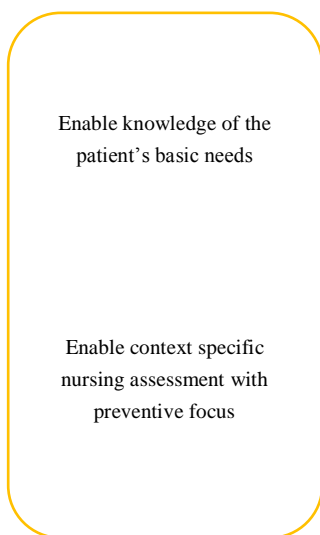 Enable knowledge of the
patient’s basic needs
Enable context specific
nursing assessment with
preventive focus